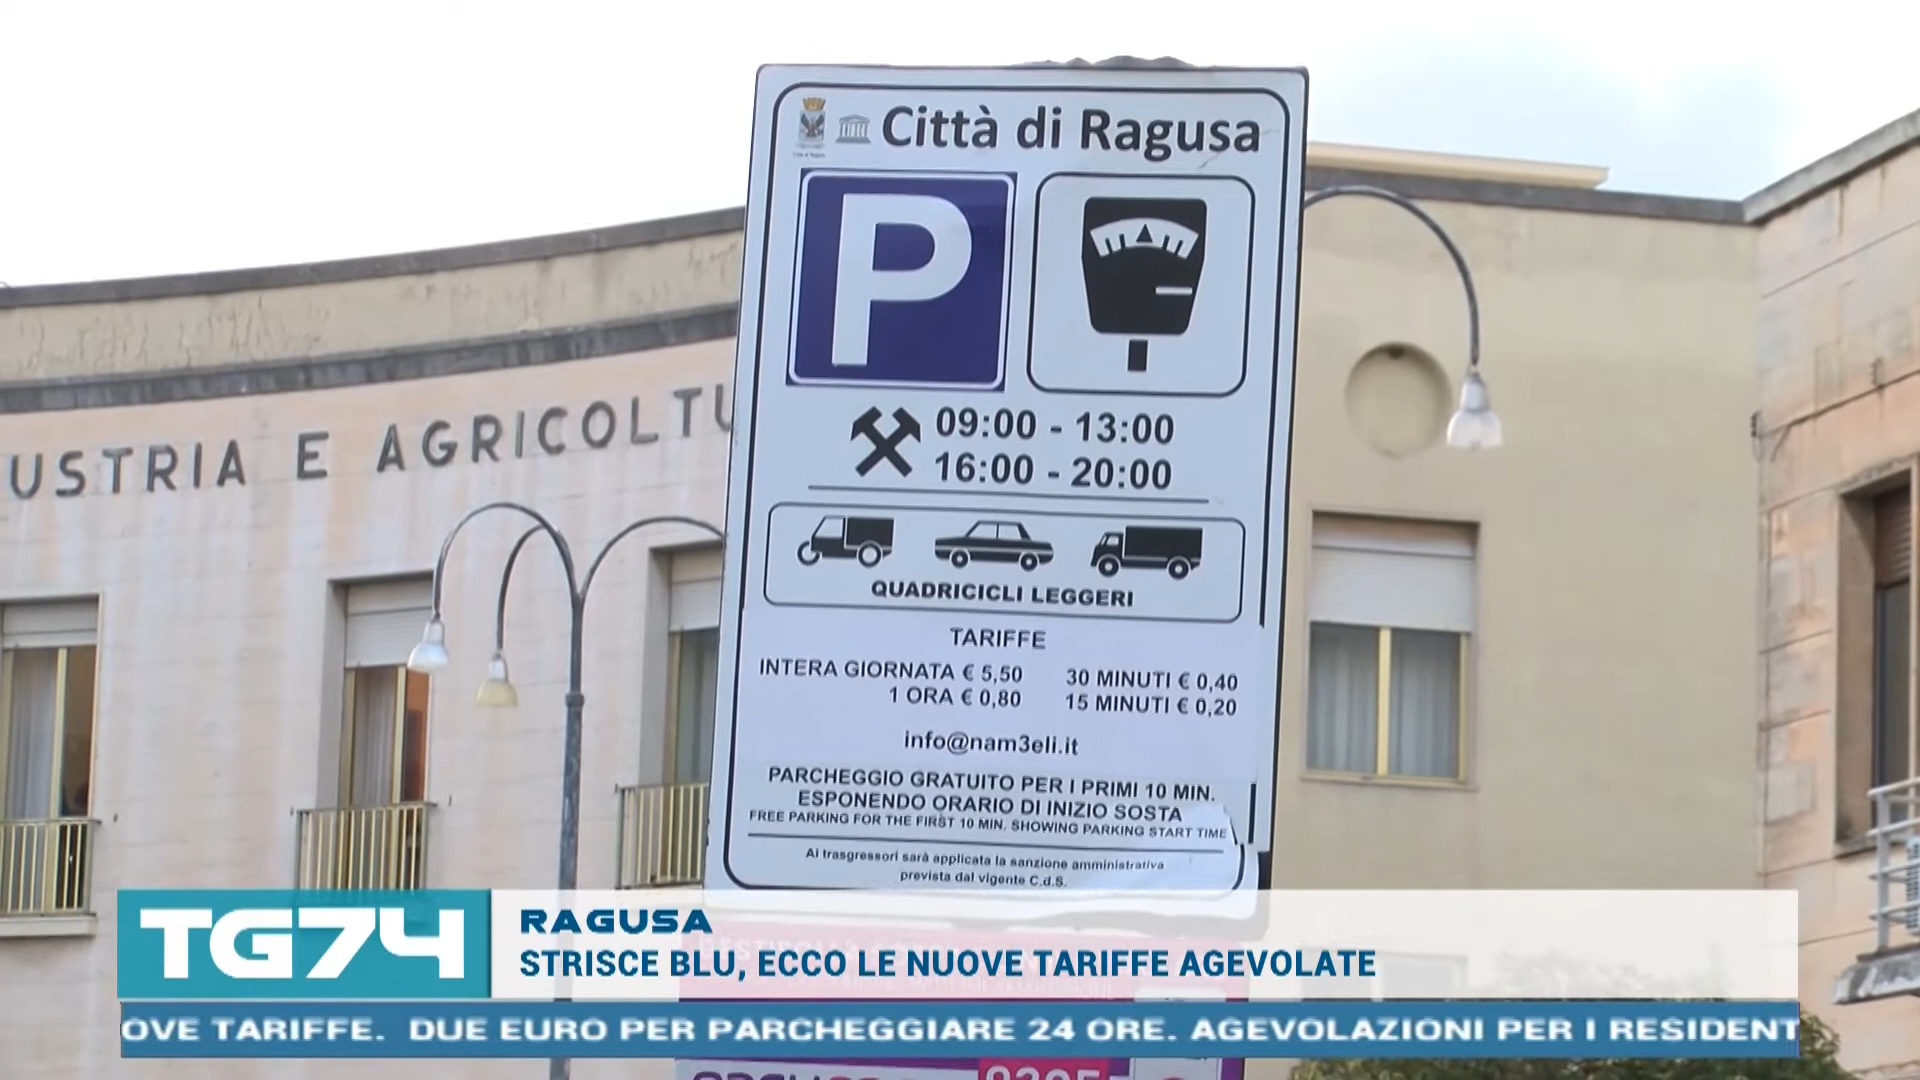 Città di Ragusa
P
09:00 - 13:00
16:00 - 20:00
QUADRICICLI LEGGERI
TARIFFE
INTERA GIORNATA € 5,50 30 MINUTI € 0,40
1 ORA € 0,80 15 MINUTI € 0,20
info@nam3eli.it
PARCHEGGIO GRATUITO PER I PRIMI 10 MIN.
ESPONENDO ORARIO DI INIZIO SOSTA
FREE PARKING FOR THE FIRST 10 MIN. SHOWING PARKING START TIME
Ai trasgressori sarà applicata la sanzione amministrativa
prevista dal vigente C.d.S.
USTRIA E AGRICOLTU
TG74
RAGUSA
STRISCE BLU, ECCO LE NUOVE TARIFFE AGEVOLATE
OVE TARIFFE. DUE EURO PER PARCHEGGIARE 24 ORE. AGEVOLAZIONI PER I RESIDENT